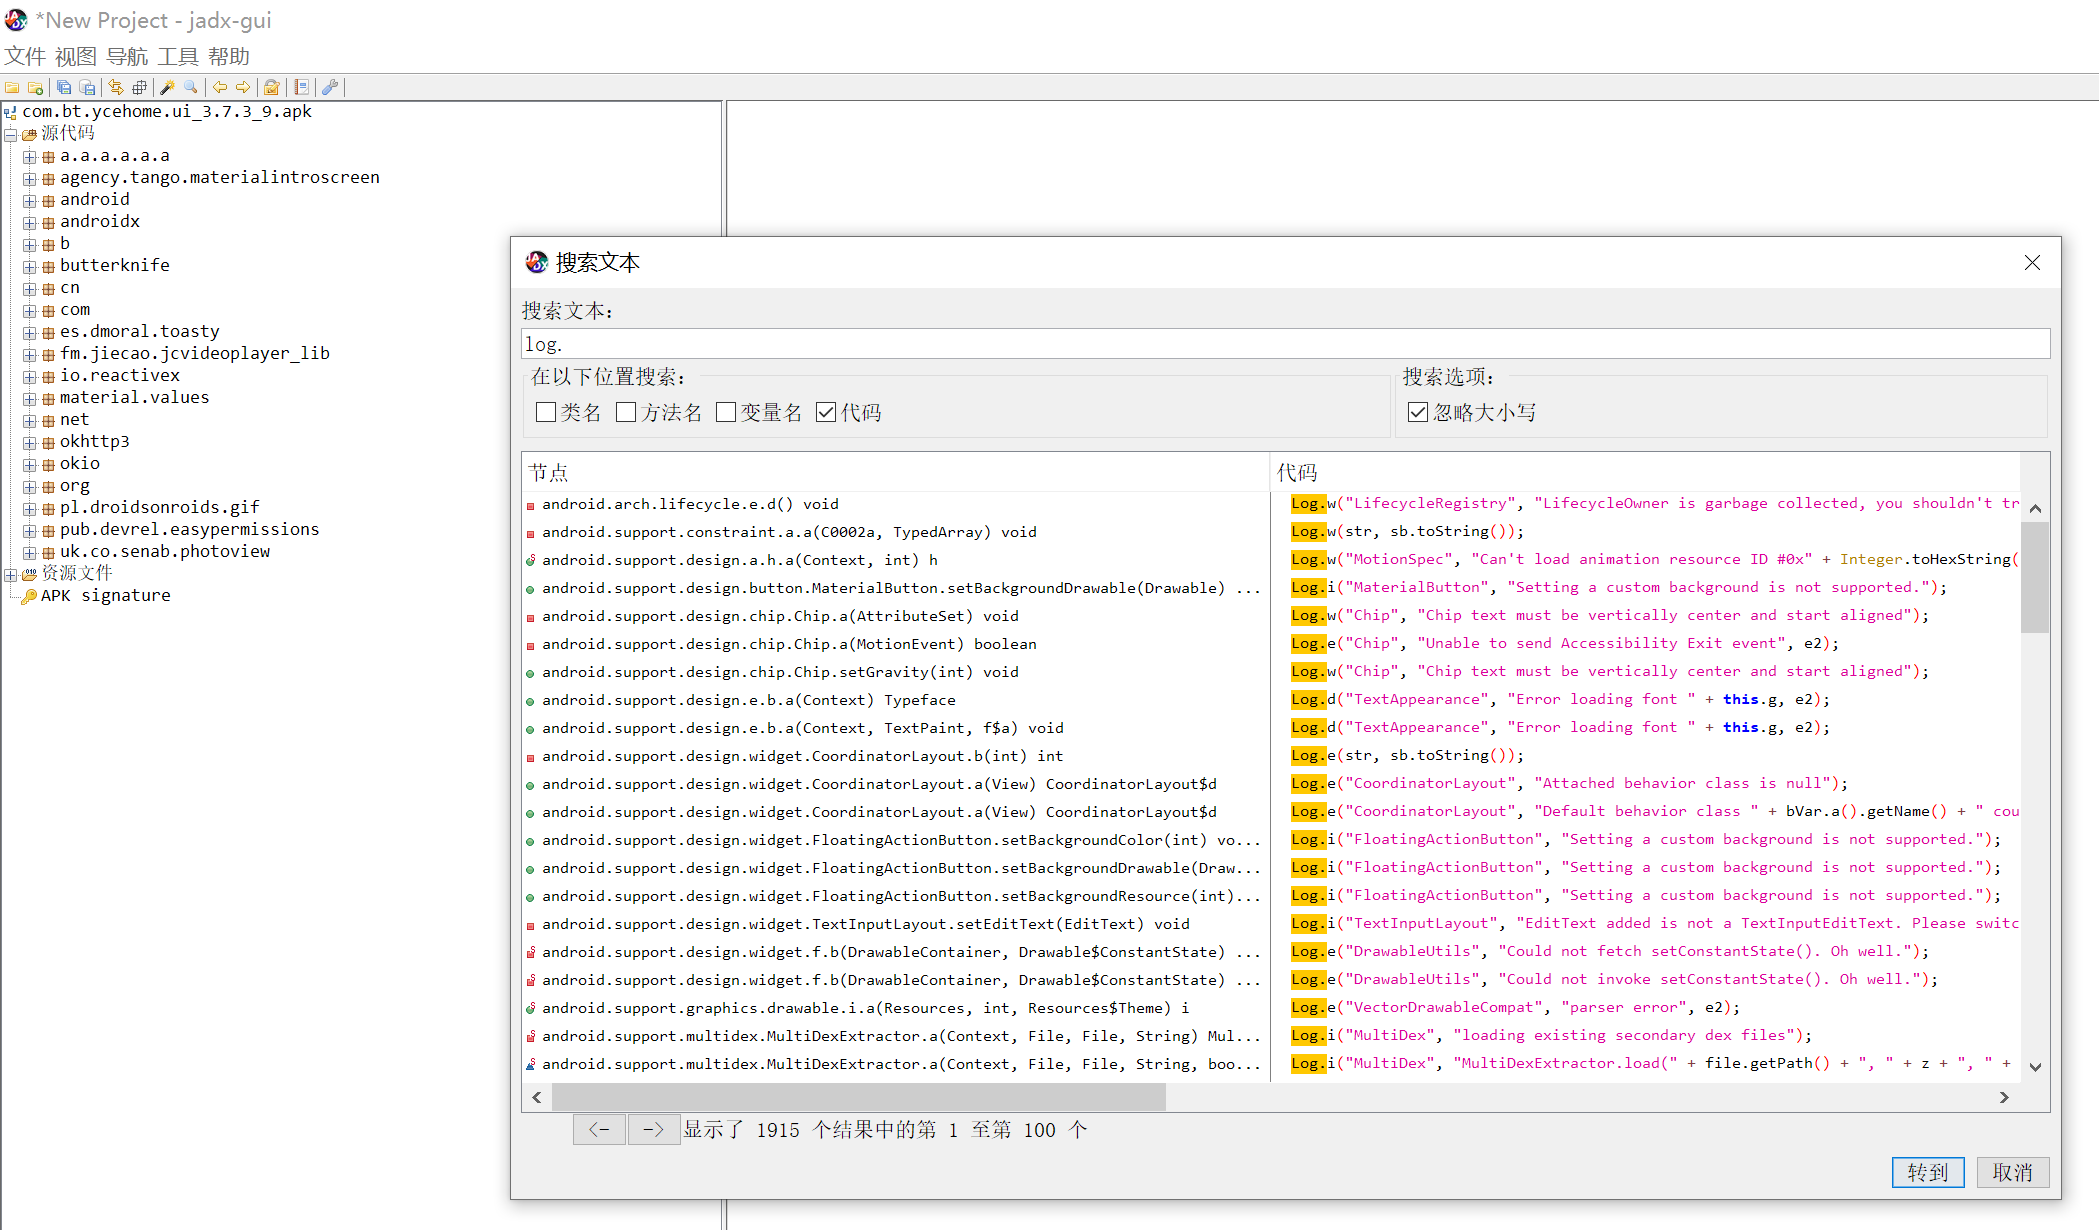 *New Project - jadx-gui
文件 视图 导航 工具 帮助
com.bt.ycehome.ui_3.7.3_9.apk
源代码
a.a.a.a.a.a
agency.tango.materialintroscreen
android
androidx
b
butterknife
cn
com
es.dmoral.toasty
fm.jiecao.jcvideoplayer_lib
io.reactivex
material.values
net
okhttp3
okio
org
pl.droidsonroids.gif
pub.devrel.easypermissions
uk.co.senab.photoview
资源文件
APK signature
搜索文本
搜索文本：
log.
在以下位置搜索： 搜索选项：
类名 方法名 变量名 代码 忽略大小写
节点 代码
android.arch.lifecycle.e.d() void Log.w("LifecycleRegistry", "LifecycleOwner is garbage collected, you shouldn't tr
android.support.constraint.a.a(C0002a, TypedArray) void Log.w(str, sb.toString());
android.support.design.a.h.a(Context, int) h Log.w("MotionSpec", "Can't load animation resource ID #0x" + Integer.toHexString(
android.support.design.button.MaterialButton.setBackgroundDrawable(Drawable) ... Log.i("MaterialButton", "Setting a custom background is not supported.");
android.support.design.chip.Chip.a(AttributeSet) void Log.w("Chip", "Chip text must be vertically center and start aligned");
android.support.design.chip.Chip.a(MotionEvent) boolean Log.e("Chip", "Unable to send Accessibility Exit event", e2);
android.support.design.chip.Chip.setGravity(int) void Log.w("Chip", "Chip text must be vertically center and start aligned");
android.support.design.e.b.a(Context) Typeface Log.d("TextAppearance", "Error loading font " + this.g, e2);
android.support.design.e.b.a(Context, TextPaint, f$a) void Log.d("TextAppearance", "Error loading font " + this.g, e2);
android.support.design.widget.CoordinatorLayout.b(int) int Log.e(str, sb.toString());
android.support.design.widget.CoordinatorLayout.a(View) CoordinatorLayout$d Log.e("CoordinatorLayout", "Attached behavior class is null");
android.support.design.widget.CoordinatorLayout.a(View) CoordinatorLayout$d Log.e("CoordinatorLayout", "Default behavior class " + bVar.a().getName() + " cou
android.support.design.widget.FloatingActionButton.setBackgroundColor(int) vo... Log.i("FloatingActionButton", "Setting a custom background is not supported.");
android.support.design.widget.FloatingActionButton.setBackgroundDrawable(Draw... Log.i("FloatingActionButton", "Setting a custom background is not supported.");
android.support.design.widget.FloatingActionButton.setBackgroundResource(int)... Log.i("FloatingActionButton", "Setting a custom background is not supported.");
android.support.design.widget.TextInputLayout.setEditText(EditText) void Log.i("TextInputLayout", "EditText added is not a TextInputEditText. Please switc
android.support.design.widget.f.b(DrawableContainer, Drawable$ConstantState) ... Log.e("DrawableUtils", "Could not fetch setConstantState(). Oh well.");
android.support.design.widget.f.b(DrawableContainer, Drawable$ConstantState) ... Log.e("DrawableUtils", "Could not invoke setConstantState(). Oh well.");
android.support.graphics.drawable.i.a(Resources, int, Resources$Theme) i Log.e("VectorDrawableCompat", "parser error", e2);
android.support.multidex.MultiDexExtractor.a(Context, File, File, String) Mul... Log.i("MultiDex", "loading existing secondary dex files");
android.support.multidex.MultiDexExtractor.a(Context, File, File, String, boo... Log.i("MultiDex", "MultiDexExtractor.load(" + file.getPath() + ", " + z + ", " +
<- -> 显示了 1915 个结果中的第 1 至第 100 个
转到 取消